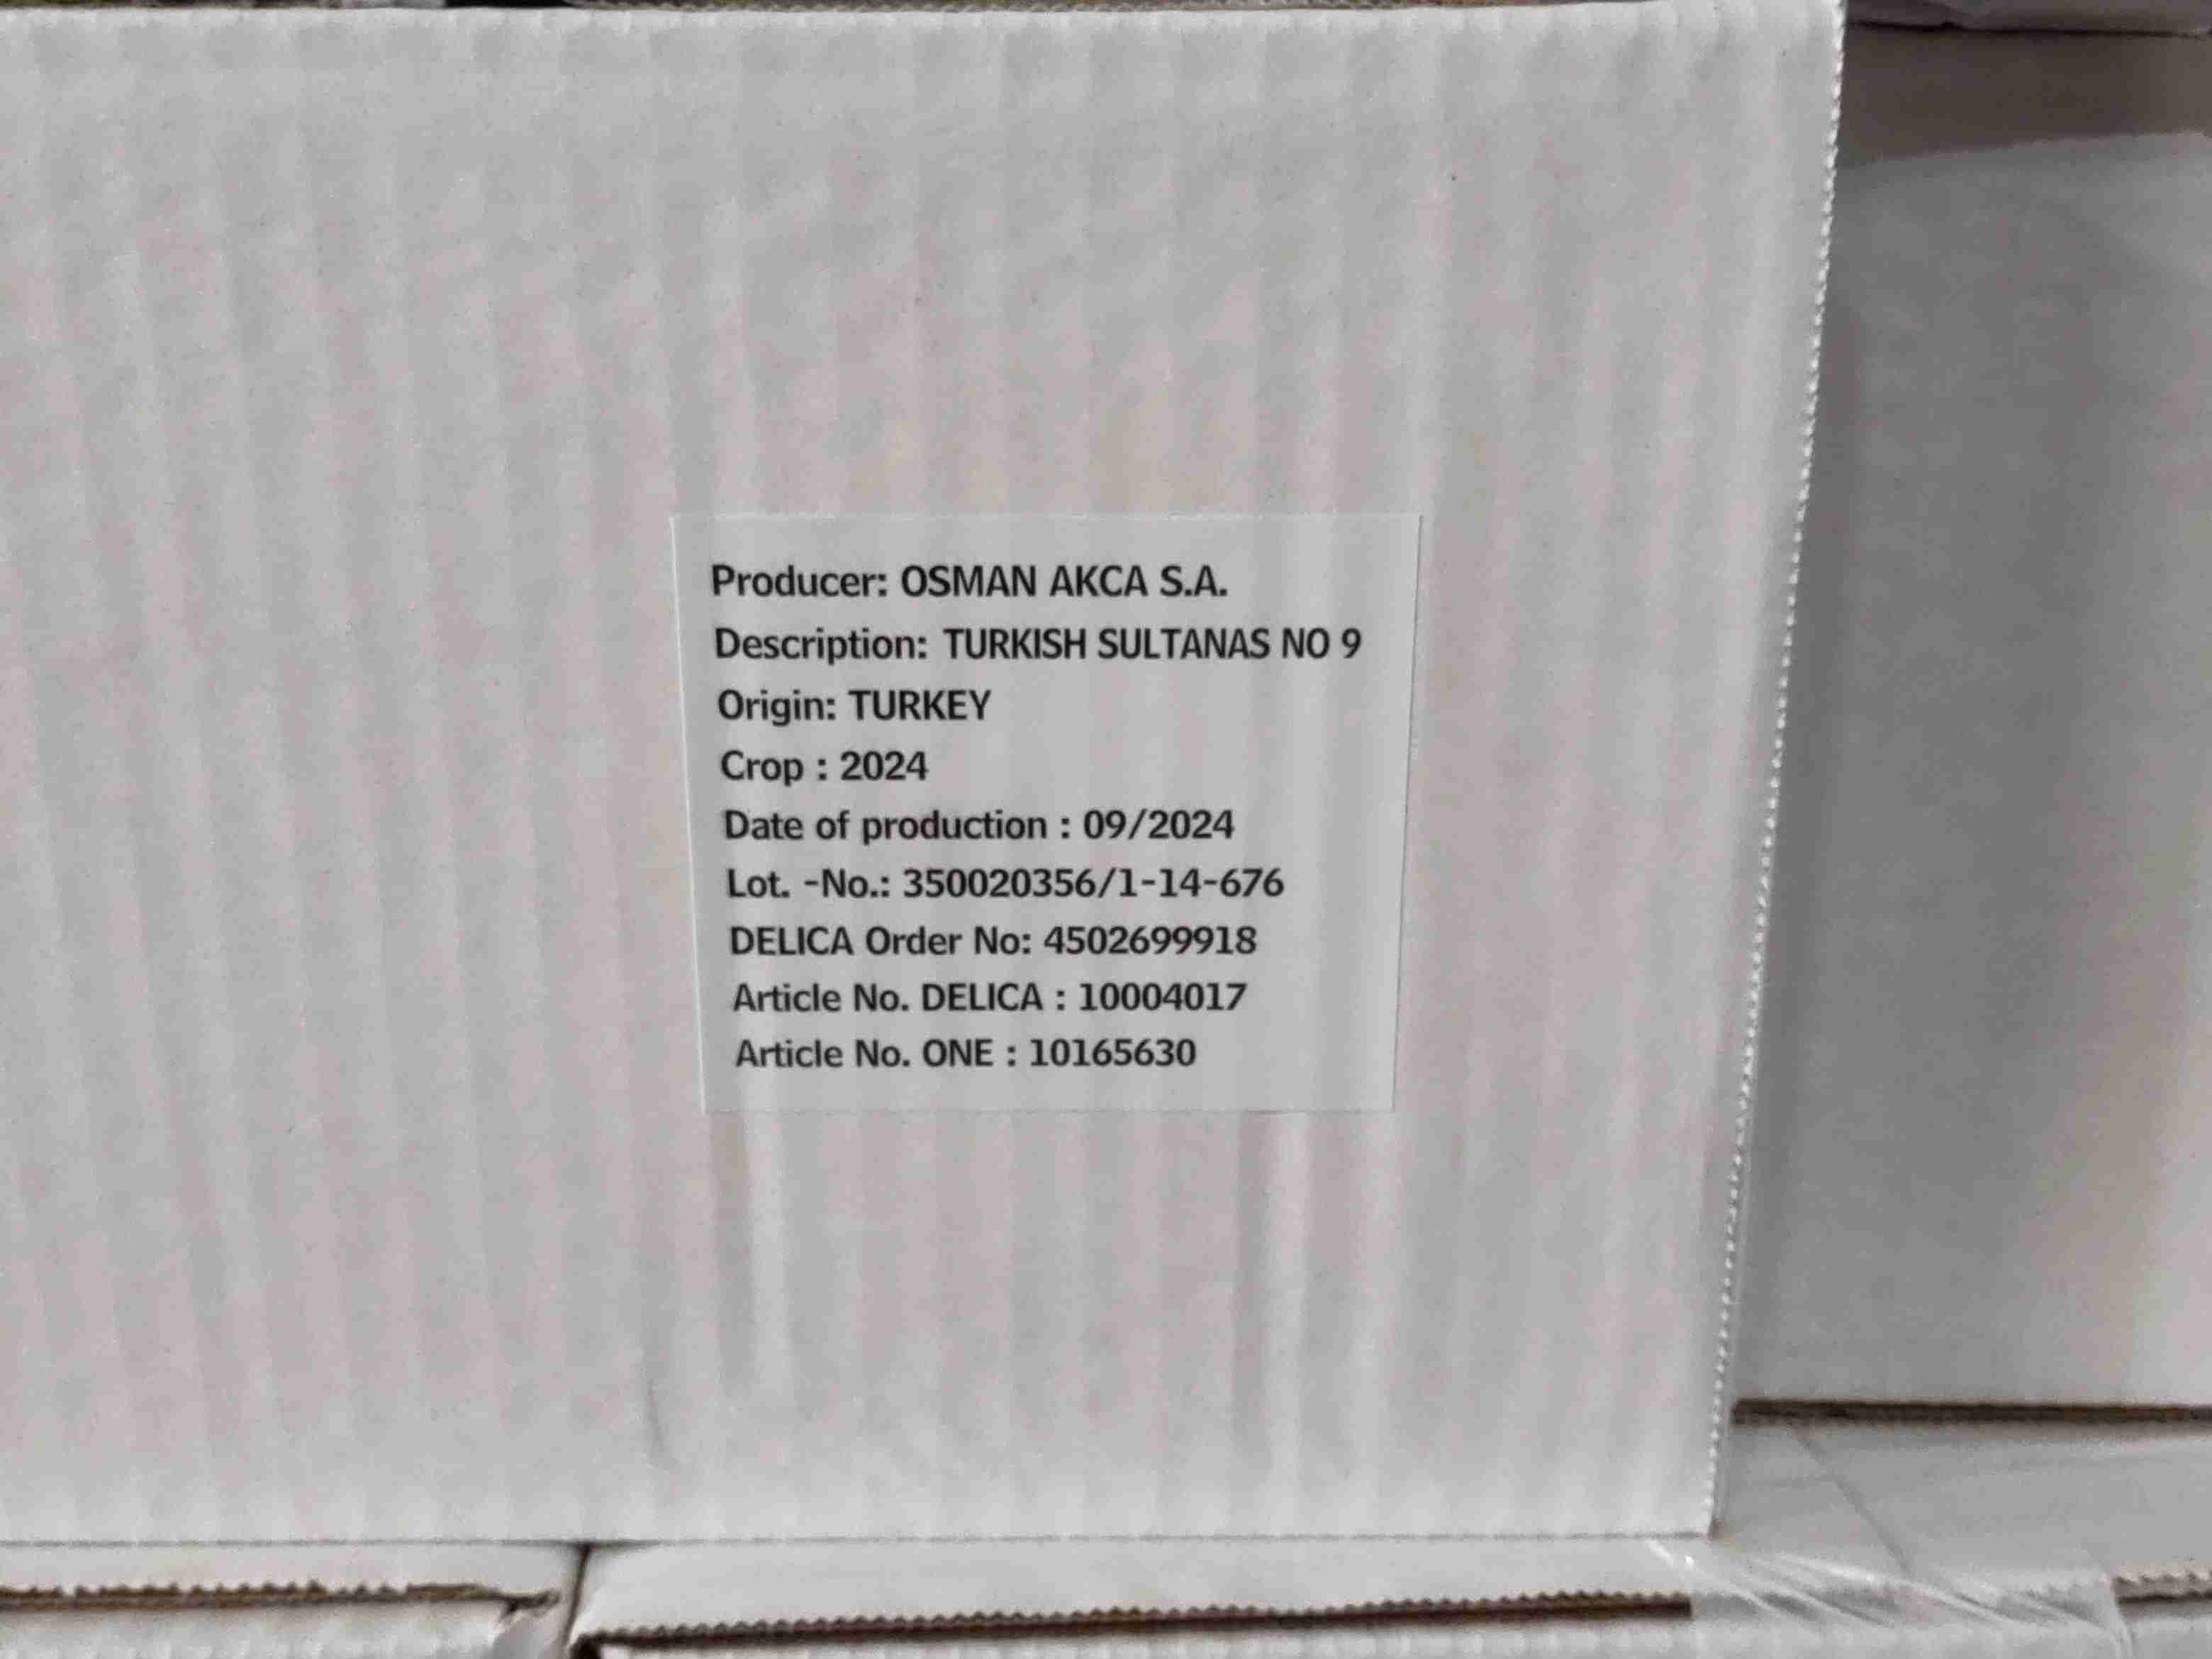 Producer: OSMAN AKCA S.A.
Description: TURKISH SULTANAS NO 9
Origin: TURKEY
Crop : 2024
Date of production : 09/2024
Lot. -No.: 350020356/1-14-676
DELICA Order No: 4502699918
Article No. DELICA : 10004017
Article No. ONE : 10165630